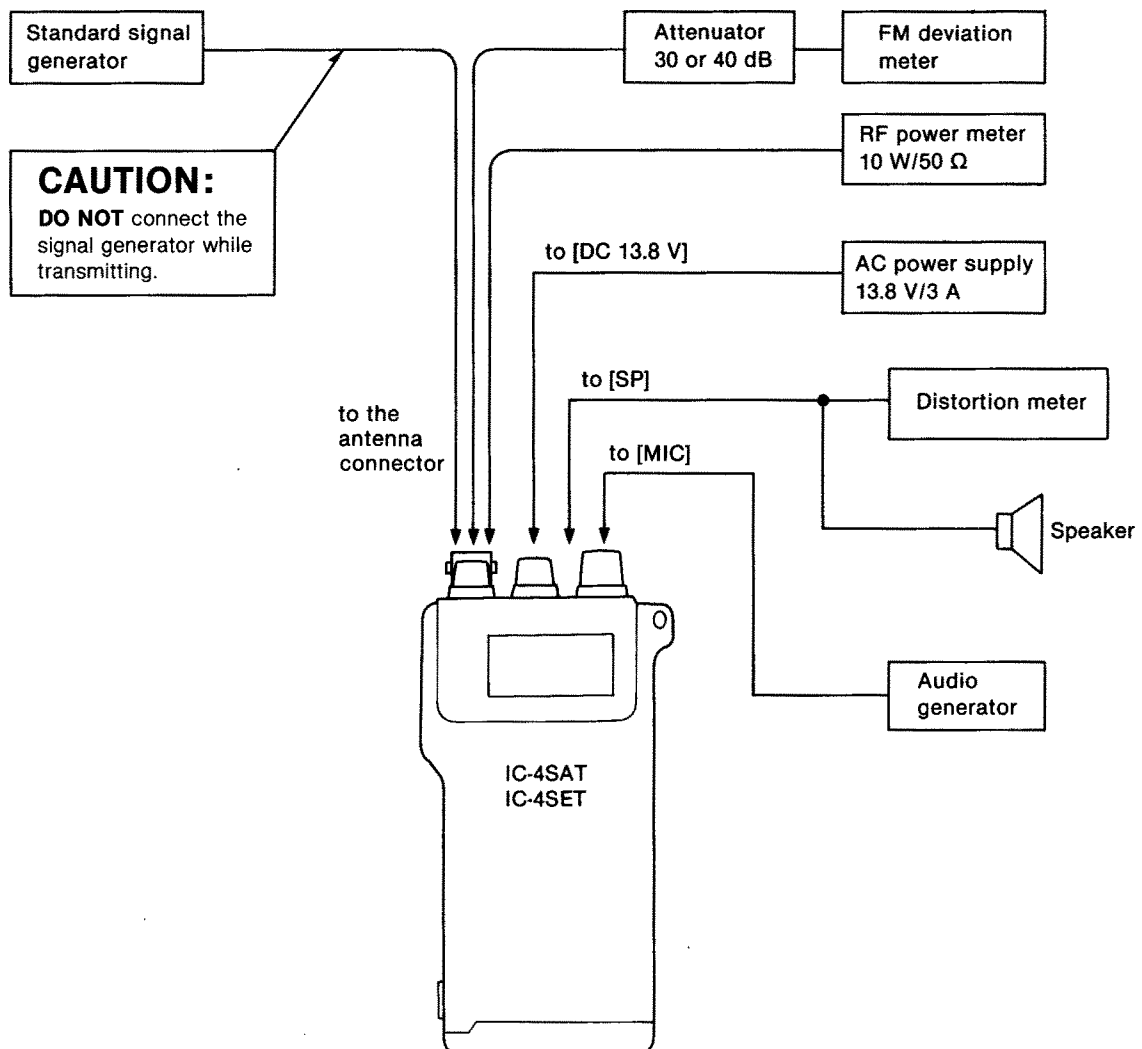 Standard signal
generator
Attenuator
30 or 40 dB
FM deviation
meter
RF power meter
10 W/50 Ω
CAUTION:
DO NOT connect the
signal generator while
transmitting.
to [DC 13.8 V]
AC power supply
13.8 V/3 A
to [SP]
Distortion meter
to the
antenna
connector
to [MIC]
Speaker
Audio
generator
IC-4SAT
IC-4SET